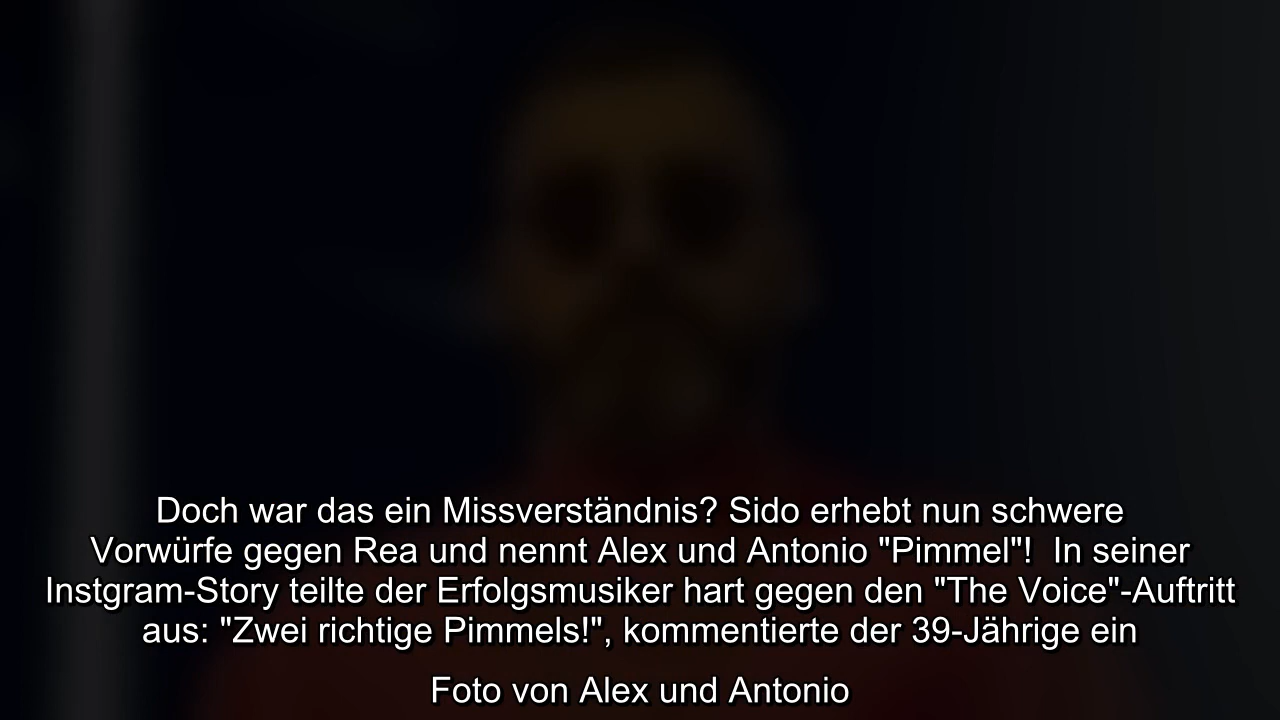 Doch war das ein Missverständnis? Sido erhebt nun schwere
Vorwürfe gegen Rea und nennt Alex und Antonio "Pimmel"!  In seiner
Instgram-Story teilte der Erfolgsmusiker hart gegen den "The Voice"-Auftritt
aus: "Zwei richtige Pimmels!", kommentierte der 39-Jährige ein
Foto von Alex und Antonio